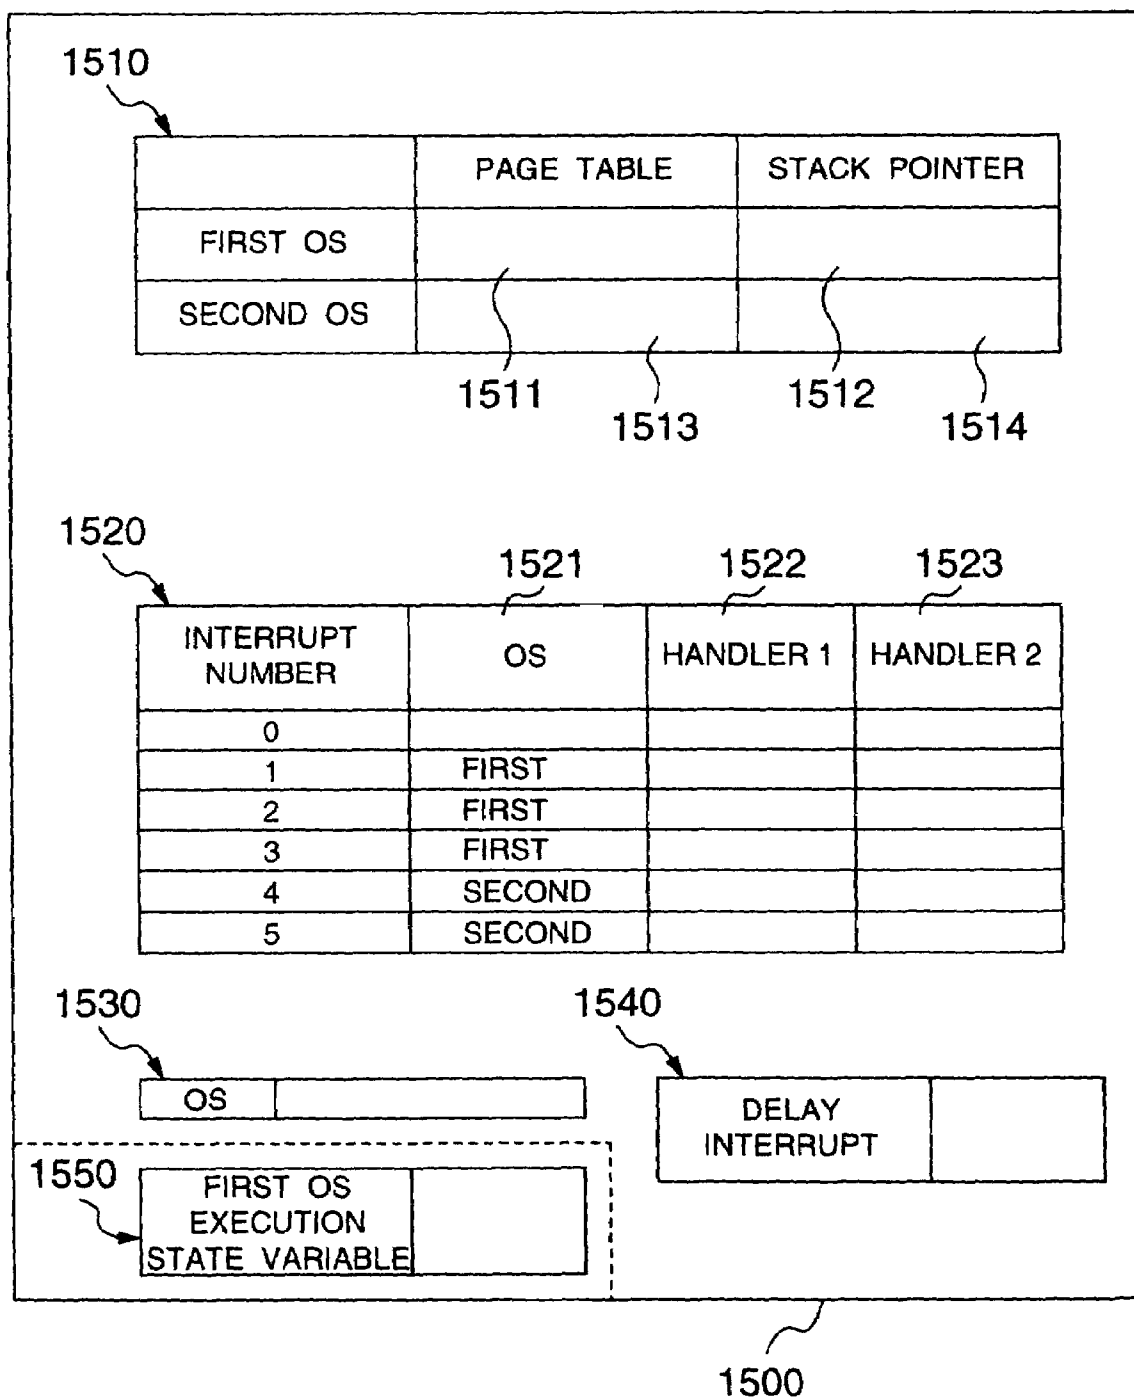 1510
PAGE TABLE
STACK POINTER
FIRST OS
SECOND OS
1511
1512
1513
1514
1520
1521
1522
1523
INTERRUPT
NUMBER
OS
HANDLER 1
HANDLER 2
0
1
FIRST
2
FIRST
3
FIRST
4
SECOND
5
SECOND
1530
1540
OS
DELAY
INTERRUPT
1550
FIRST OS
EXECUTION
STATE VARIABLE
1500